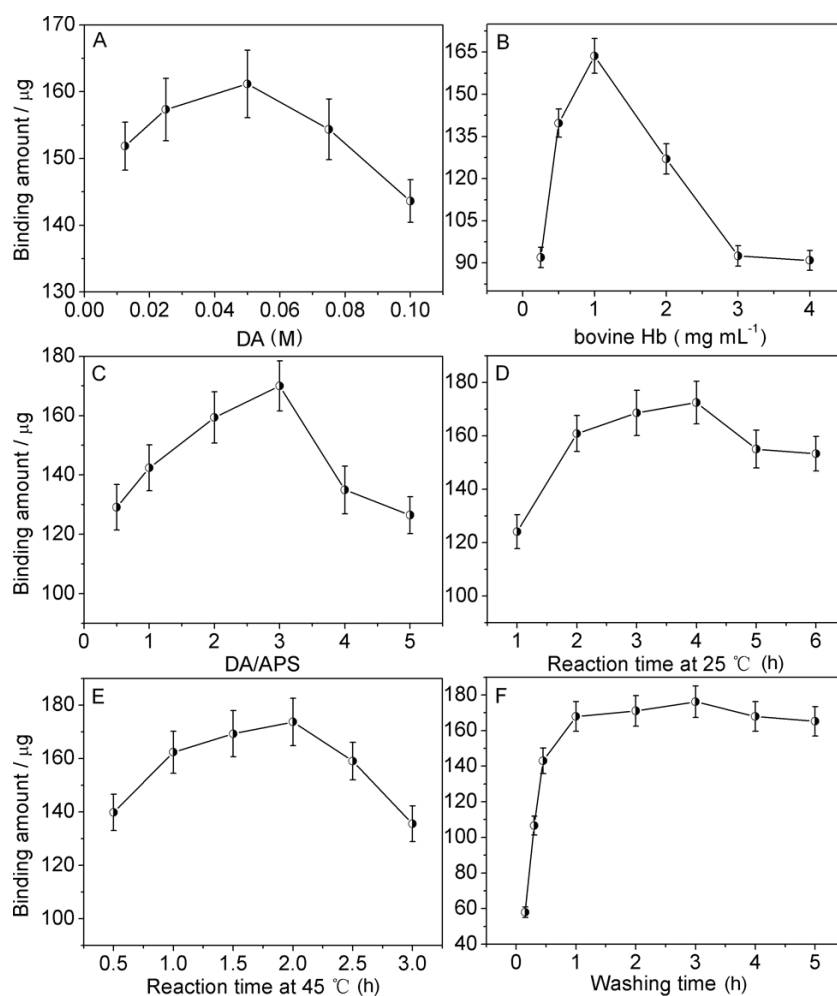 A
Binding amount / μg
170
160
150
140
130
0.00 0.02 0.04 0.06 0.08 0.10
DA (M)
B
165
150
135
120
105
90
0 1 2 3 4
bovine Hb ( mg mL⁻¹)
C
Binding amount / μg
180
160
140
120
100
0 1 2 3 4 5
DA/APS
D
180
160
140
120
100
1 2 3 4 5 6
Reaction time at 25 ℃ (h)
E
Binding amount / μg
180
160
140
120
100
0.5 1.0 1.5 2.0 2.5 3.0
Reaction time at 45 ℃ (h)
F
180
160
140
120
100
80
60
40
0 1 2 3 4 5
Washing time (h)